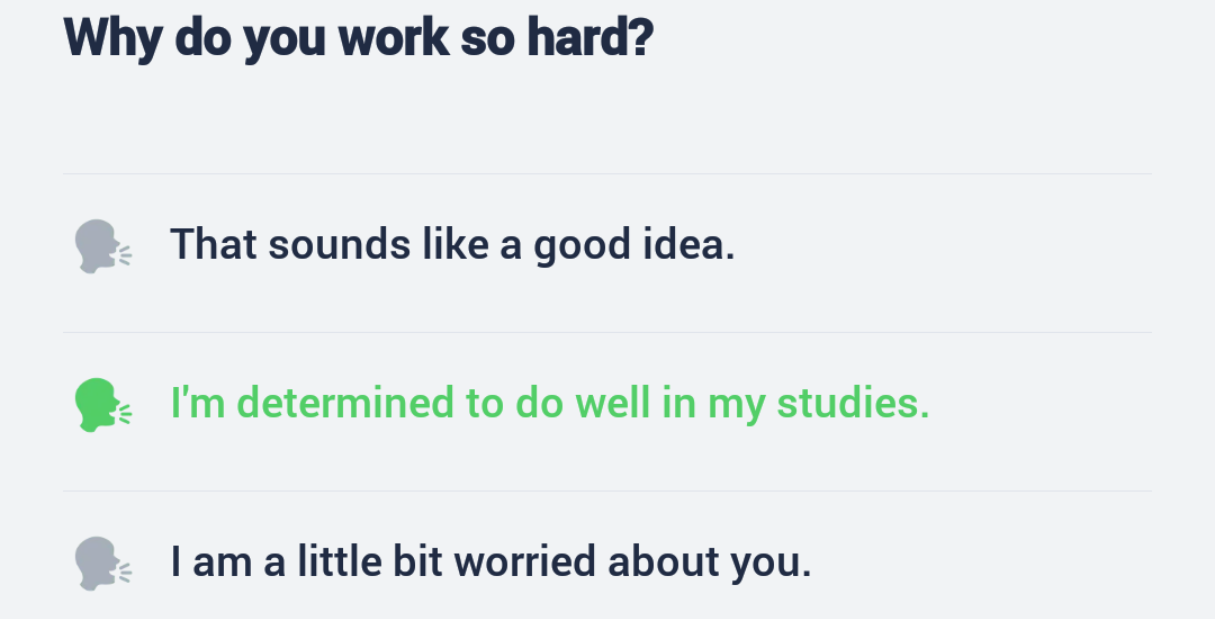 Why do you work so hard?
That sounds like a good idea.
I'm determined to do well in my studies.
I am a little bit worried about you.